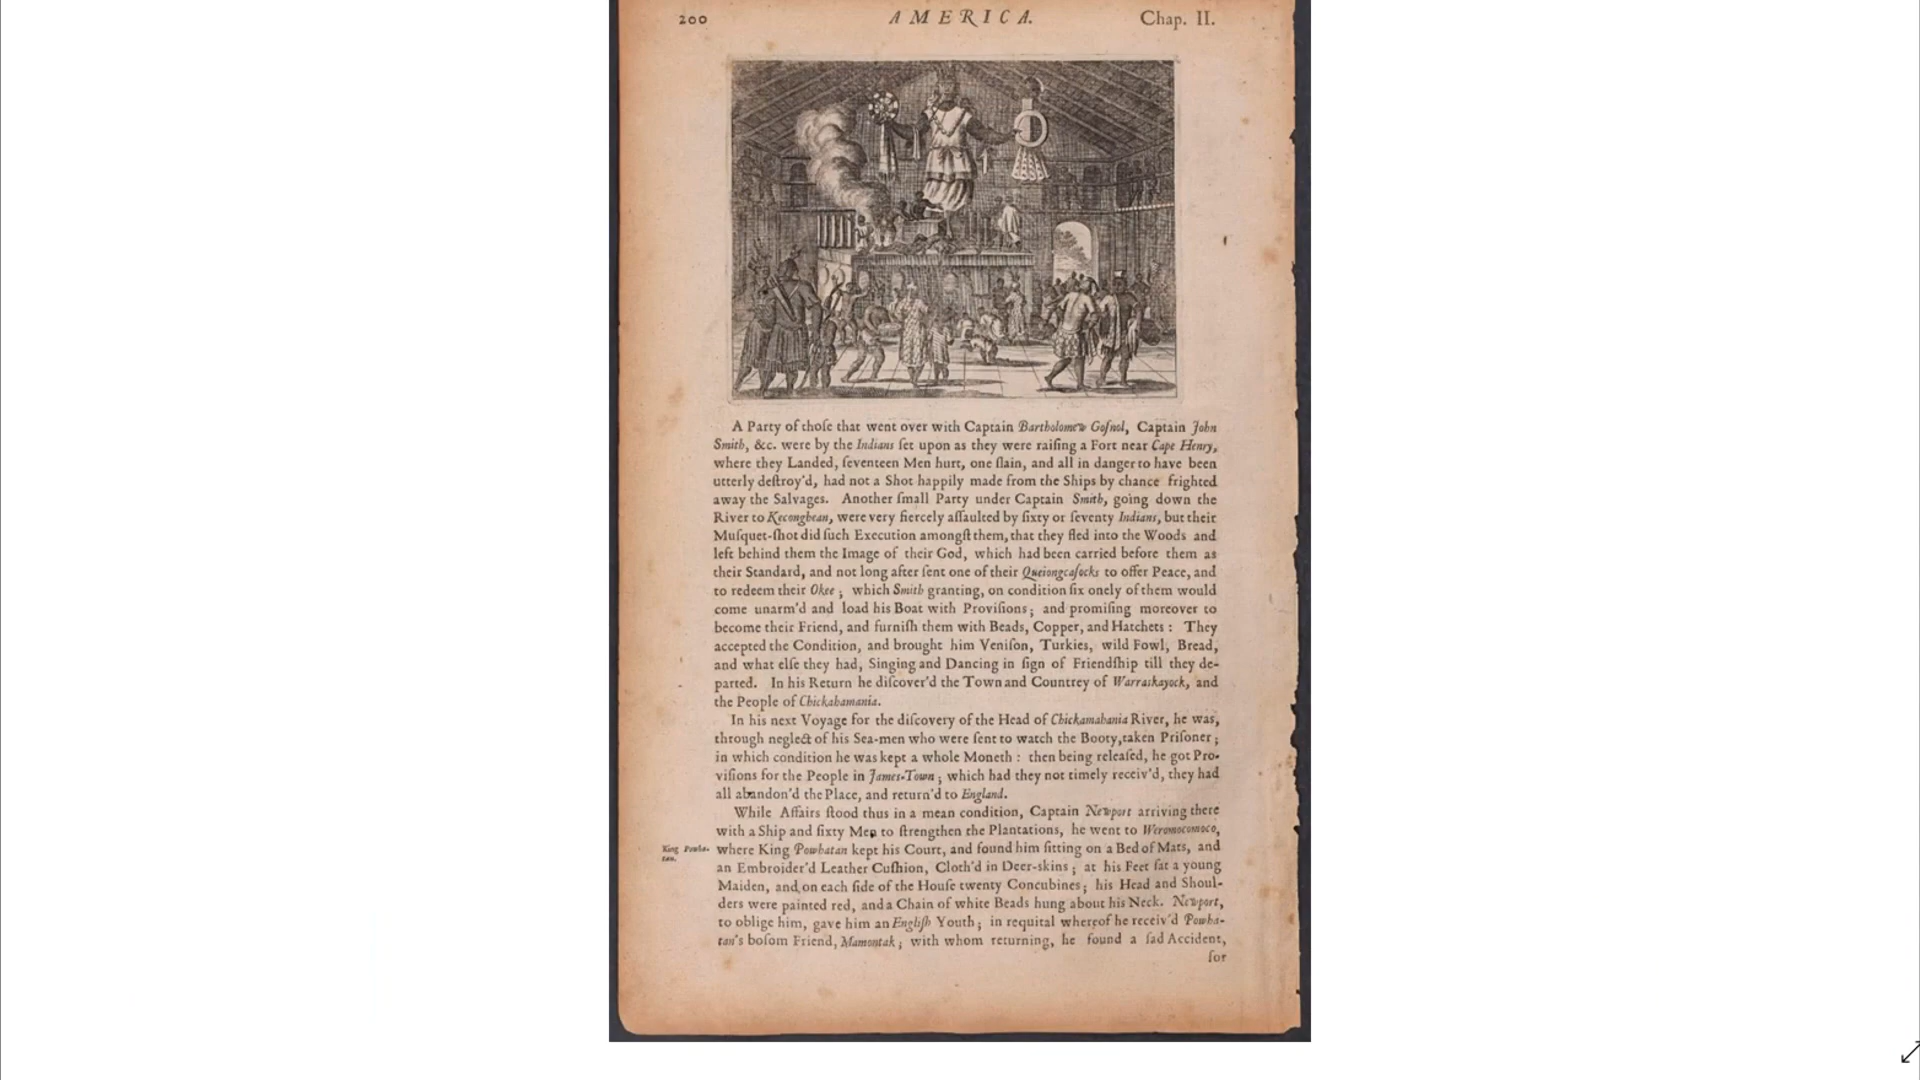 200 AMERICA. Chap. II.
A Party of thoſe that went over with Captain Bartholomew Goſnol, Captain John
Smith, &c. were by the Indians ſet upon as they were raiſing a Fort near Cape Henry,
where they Landed, ſeventeen Men hurt, one ſlain, and all in danger to have been
utterly deſtroy'd, had not a Shot happily made from the Ships by chance frighted
away the Salvages. Another ſmall Party under Captain Smith, going down the
River to Kecoughtan, were very fiercely aſſaulted by ſixty or ſeventy Indians, but their
Muſquet-ſhot did ſuch Execution amongſt them, that they fled into the Woods and
left behind them the Image of their God, which had been carried before them as
their Standard, and not long after ſent one of their Queiongcaſocks to offer Peace, and
to redeem their Okee ; which Smith granting, on condition ſix onely of them would
come unarm'd and load his Boat with Proviſions ; and promiſing moreover to
become their Friend, and furniſh them with Beads, Copper, and Hatchets : They
accepted the Condition, and brought him Veniſon, Turkies, wild Fowl, Bread,
and what elſe they had, Singing and Dancing in ſign of Friendſhip till they de-
parted. In his Return he diſcover'd the Town and Countrey of Warraskayock, and
the People of Chickahamania.
In his next Voyage for the diſcovery of the Head of Chickamahania River, he was,
through neglect of his Sea-men who were ſent to watch the Booty, taken Priſoner ;
in which condition he was kept a whole Moneth : then being releaſed, he got Pro-
viſions for the People in James-Town ; which had they not timely receiv'd, they had
all abandon'd the Place, and return'd to England.
While Affairs ſtood thus in a mean condition, Captain Newport arriving there
with a Ship and ſixty Men to ſtrengthen the Plantations, he went to Weromocomoco,
King Powha-
tan.
where King Powhatan kept his Court, and found him ſitting on a Bed of Mats, and
an Embroider'd Leather Cuſhion, Cloth'd in Deer-skins ; at his Feet ſat a young
Maiden, and on each ſide of the Houſe twenty Concubines ; his Head and Shoul-
ders were painted red, and a Chain of white Beads hung about his Neck. Newport,
to oblige him, gave him an Engliſh Youth ; in requital whereof he receiv'd Powha-
tan's boſom Friend, Mamontak ; with whom returning, he found a ſad Accident,
for